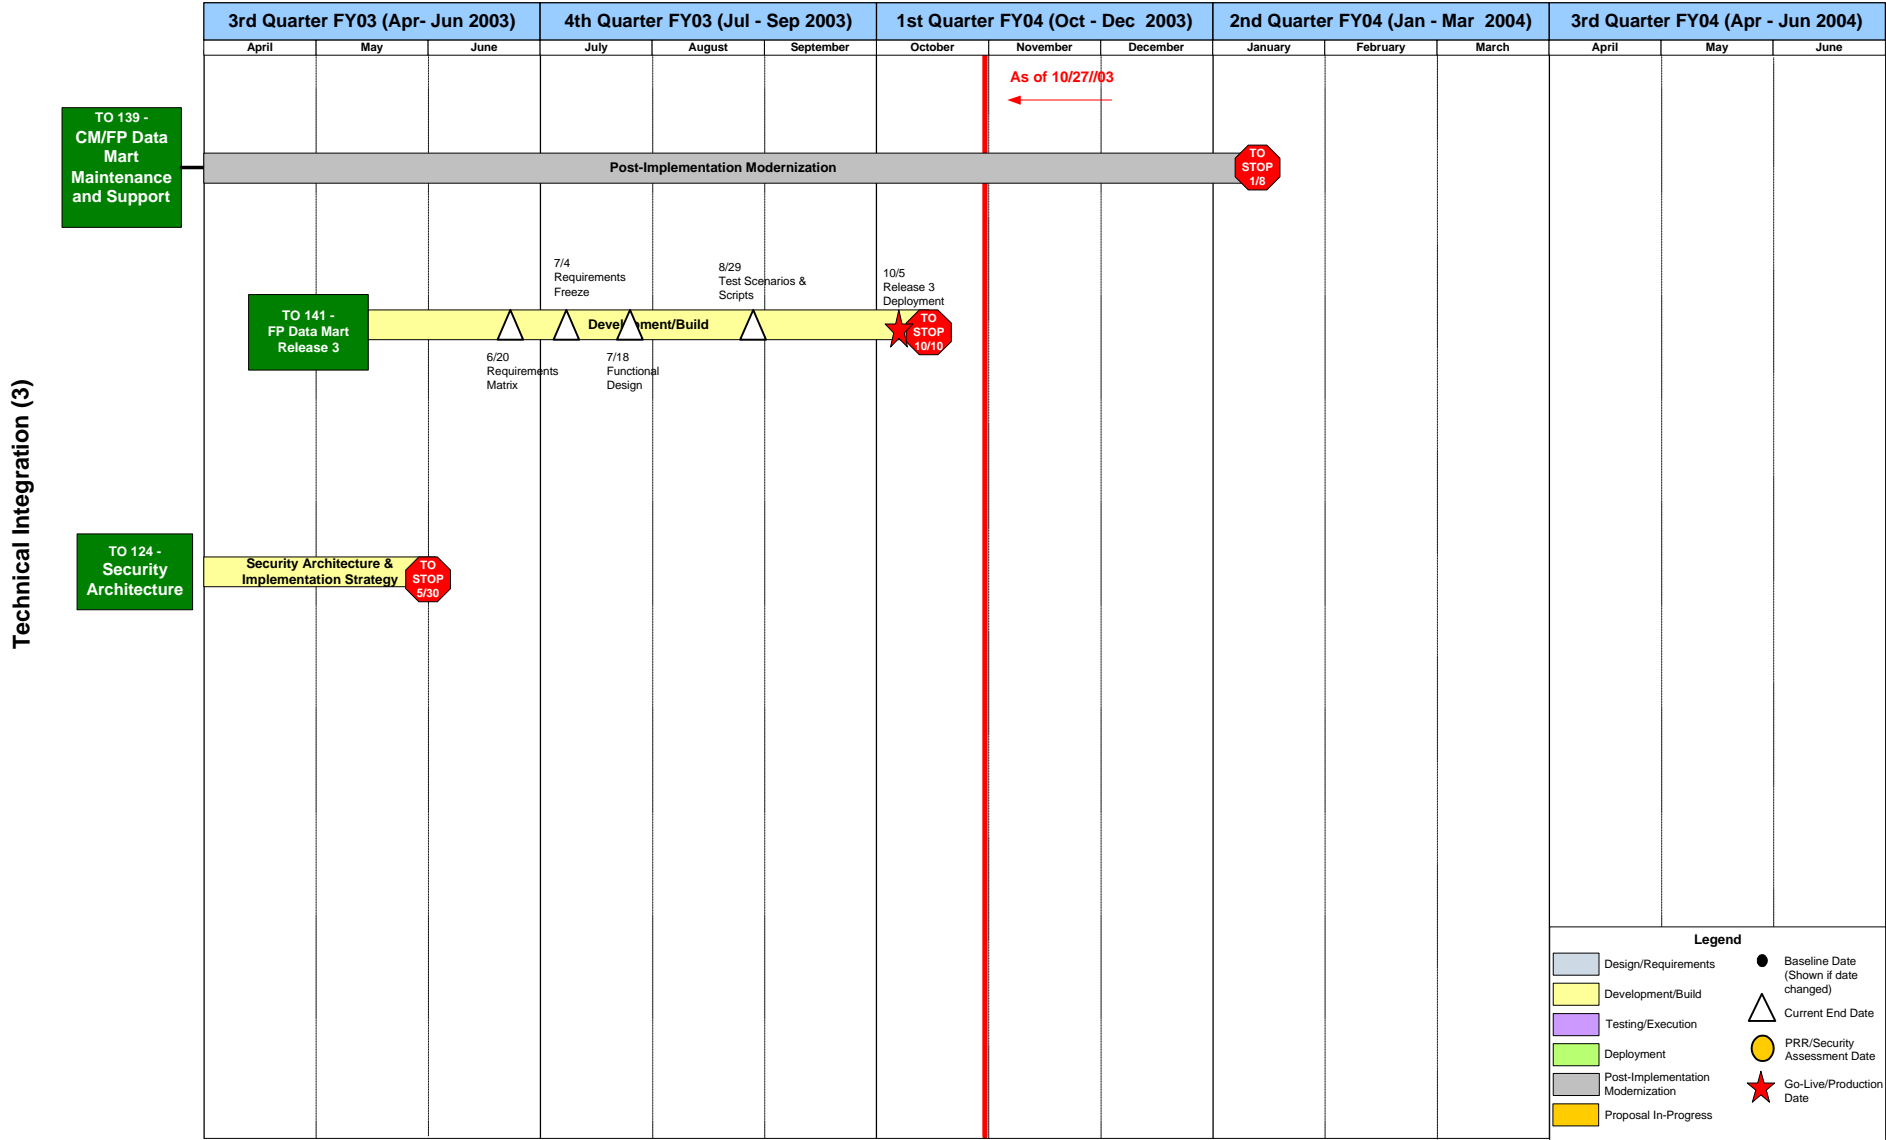 3rd Quarter FY03 (Apr- Jun 2003)
4th Quarter FY03 (Jul - Sep 2003)
1st Quarter FY04 (Oct - Dec  2003)
2nd Quarter FY04 (Jan - Mar  2004)
3rd Quarter FY04 (Apr - Jun 2004)
April
May
June
July
August
September
October
November
December
January
February
March
April
May
June
As of 10/27//03
TO 139 -
CM/FP Data
Mart
Maintenance
and Support
Post-Implementation Modernization
TO
STOP
1/8
7/4
Requirements
Freeze
8/29
Test Scenarios &
Scripts
10/5
Release 3
Deployment
TO 141 -
FP Data Mart
Release 3
Development/Build
TO
STOP
10/10
6/20
Requirements
Matrix
7/18
Functional
Design
Technical Integration (3)
TO 124 -
Security
Architecture
Security Architecture &
Implementation Strategy
TO
STOP
5/30
Legend
Design/Requirements
Development/Build
Testing/Execution
Deployment
Post-Implementation
Modernization
Proposal In-Progress
Baseline Date
(Shown if date
changed)
Current End Date
PRR/Security
Assessment Date
Go-Live/Production
Date